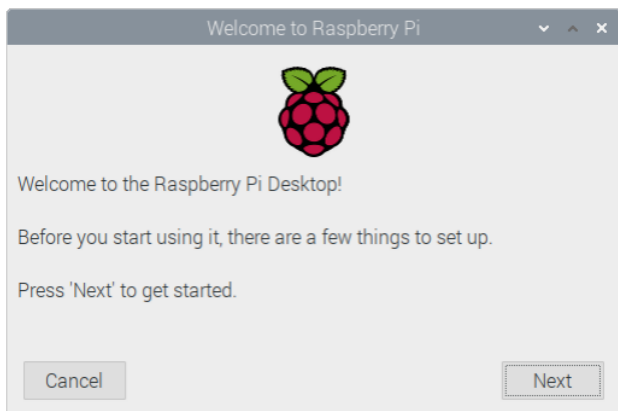 Welcome to Raspberry Pi
Welcome to the Raspberry Pi Desktop!
Before you start using it, there are a few things to set up.
Press 'Next' to get started.
Cancel
Next